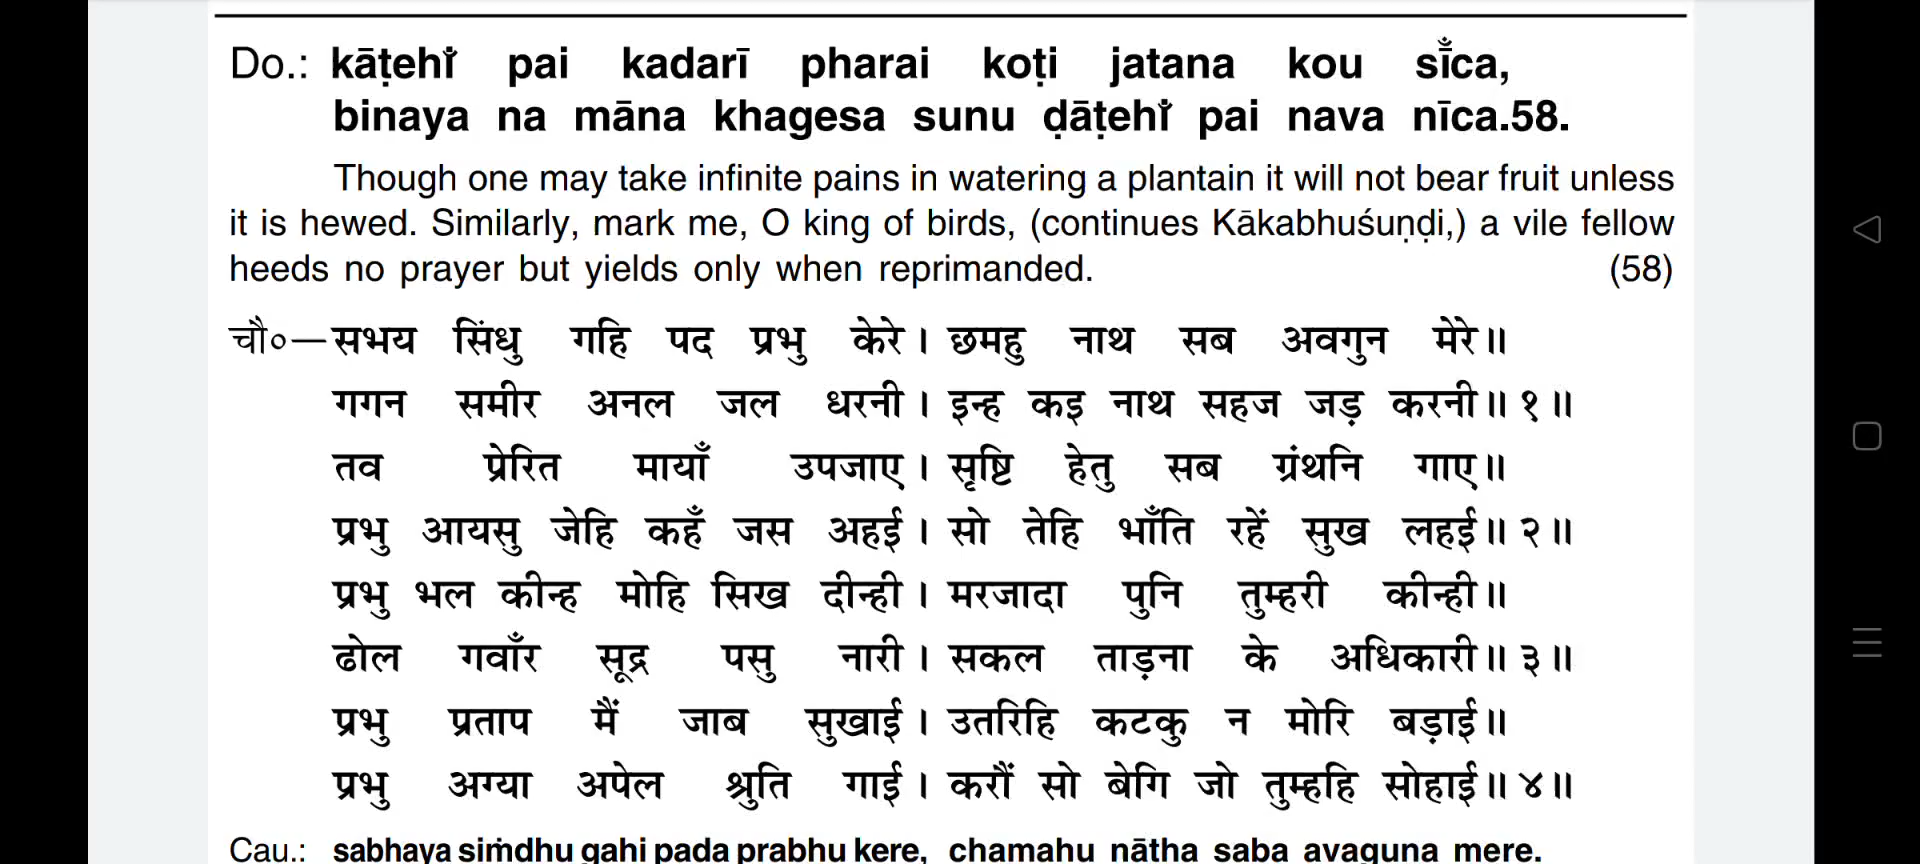 Do.: kāṭehiँ pai kadarī pharai koṭi jatana kou sīँca,
binaya na māna khagesa sunu ḍāṭehiँ pai nava nīca.58.
Though one may take infinite pains in watering a plantain it will not bear fruit unless
it is hewed. Similarly, mark me, O king of birds, (continues Kākabhuśuṇḍi,) a vile fellow
heeds no prayer but yields only when reprimanded. (58)
चौ०—सभय सिंधु गहि पद प्रभु केरे। छमहु नाथ सब अवगुन मेरे॥
गगन समीर अनल जल धरनी। इन्ह कइ नाथ सहज जड़ करनी॥ १॥
तव प्रेरित मायाँ उपजाए। सृष्टि हेतु सब ग्रंथनि गाए॥
प्रभु आयसु जेहि कहँ जस अहई। सो तेहि भाँति रहें सुख लहई॥ २॥
प्रभु भल कीन्ह मोहि सिख दीन्ही। मरजादा पुनि तुम्हरी कीन्ही॥
ढोल गवाँर सूद्र पसु नारी। सकल ताड़ना के अधिकारी॥ ३॥
प्रभु प्रताप मैं जाब सुखाई। उतरिहि कटकु न मोरि बड़ाई॥
प्रभु अग्या अपेल श्रुति गाई। करौं सो बेगि जो तुम्हहि सोहाई॥ ४॥
Cau.: sabhaya siṁdhu gahi pada prabhu kere, chamahu nātha saba avaguna mere.